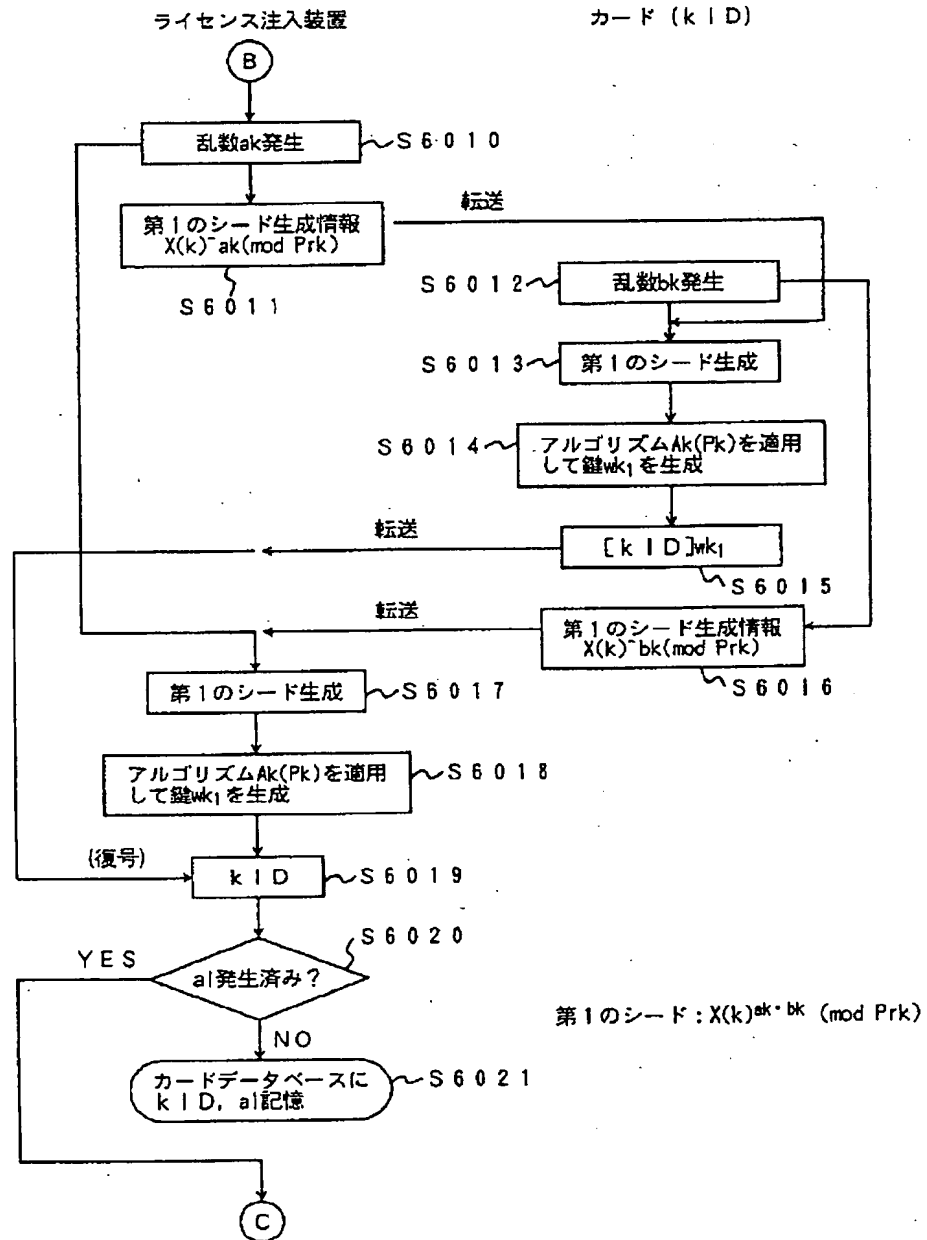 ライセンス注入装置
カード (kID)
B
乱数ak発生
S6010
転送
第1のシード生成情報
X(k)^ak(mod Prk)
S6011
S6012
乱数bk発生
S6013
第1のシード生成
S6014
アルゴリズムAk(Pk)を適用
して鍵wk1を生成
転送
[kID]wk1
S6015
転送
第1のシード生成情報
X(k)^bk(mod Prk)
S6016
第1のシード生成
S6017
アルゴリズムAk(Pk)を適用
して鍵wk1を生成
S6018
(復号)
kID
S6019
S6020
YES
al発生済み?
第1のシード:X(k)ak・bk (mod Prk)
NO
カードデータベースに
kID, al記憶
S6021
C